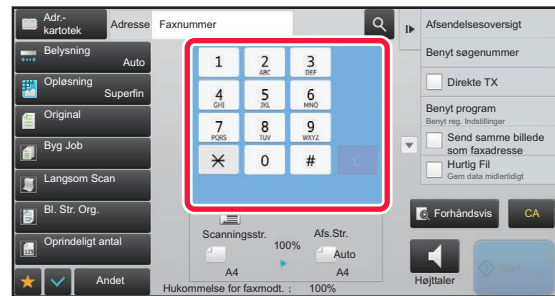 Adr.-
kartotek
Adresse
Faxnummer
Afsendelsesoversigt
Belysning
Auto
Benyt søgenummer
Opløsning
Superfin
Direkte TX
Original
Benyt program
Benyt reg. Indstillinger
Byg Job
Send samme billede
som faxadresse
Langsom Scan
Hurtig Fil
Gem data midlertidigt
Bl. Str. Org.
Forhåndsvis
CA
Oprindeligt antal
Andet
1
2
ABC
3
DEF
4
GHI
5
JKL
6
MNO
7
PQRS
8
TUV
9
WXYZ
0
#
C
Scanningsstr.
100%
Afs.Str.
Auto
A4
A4
Hukommelse for faxmodt. : 100%
Højttaler
Start